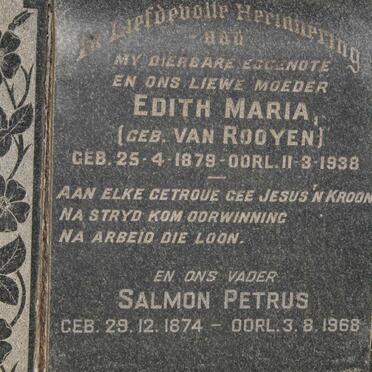 In Liefdevolle Herinnering
AAN
MY DIERBARE EGGENOTE
EN ONS LIEWE MOEDER
EDITH MARIA,
(GEB. VAN ROOYEN)
GEB. 25-4-1879-OORL. 11-3-1938
AAN ELKE GETROUE GEE JESUS 'N KROON
NA STRYD KOM OORWINNING
NA ARBEID DIE LOON.
EN ONS VADER
SALMON PETRUS
GEB. 29.12.1874 - OORL. 3.8.1968